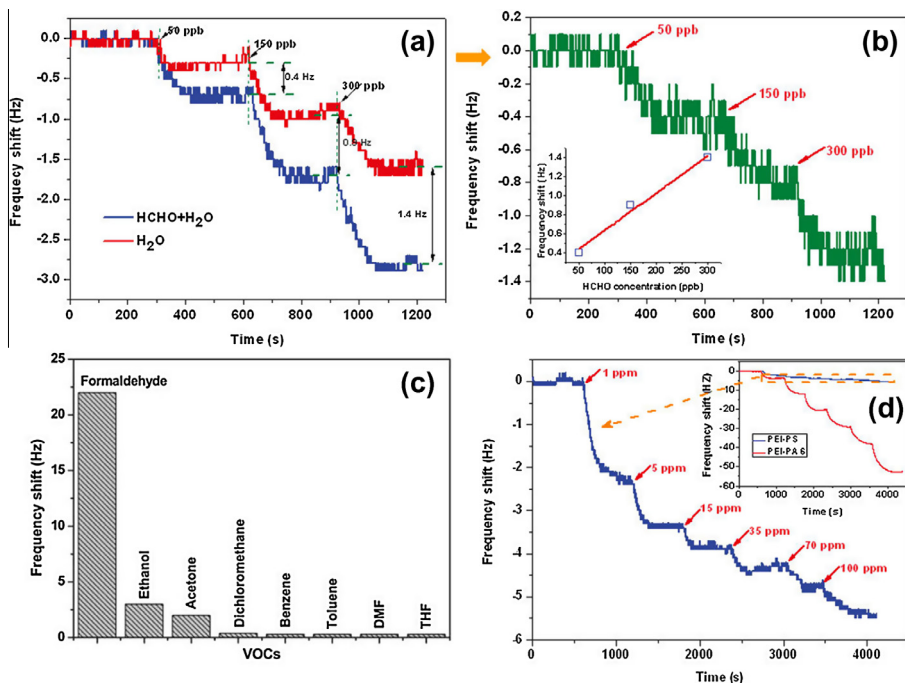 (a)
50 ppb
150 ppb
300 ppb
0.4 Hz
1.4 Hz
HCHO+H2O
H2O
0.0
-0.5
-1.0
-1.5
-2.0
-2.5
-3.0
Frequecy shift (Hz)
0 200 400 600 800 1000 1200
Time (s)
(b)
50 ppb
150 ppb
300 ppb
0.2
0.0
-0.2
-0.4
-0.6
-0.8
-1.0
-1.2
-1.4
Frequency shift (Hz)
0 200 400 600 800 1000 1200
Time (s)
1.4
1.2
1.0
0.8
0.6
0.4
Frequency shift (Hz)
50 100 150 200 250 300
HCHO concentration (ppb)
(c)
25
20
15
10
5
0
Frequency shift (Hz)
Formaldehyde
Ethanol
Acetone
Dichloromethane
Benzene
Toluene
DMF
THF
VOCs
(d)
1 ppm
5 ppm
15 ppm
35 ppm
70 ppm
100 ppm
0
-1
-2
-3
-4
-5
-6
Frequency shift (Hz)
0 1000 2000 3000 4000
Time (s)
0
-10
-20
-30
-40
-50
-60
Frequency shift (HZ)
PEI-PS
PEI-PA 6
0 1000 2000 3000 4000
Time (s)